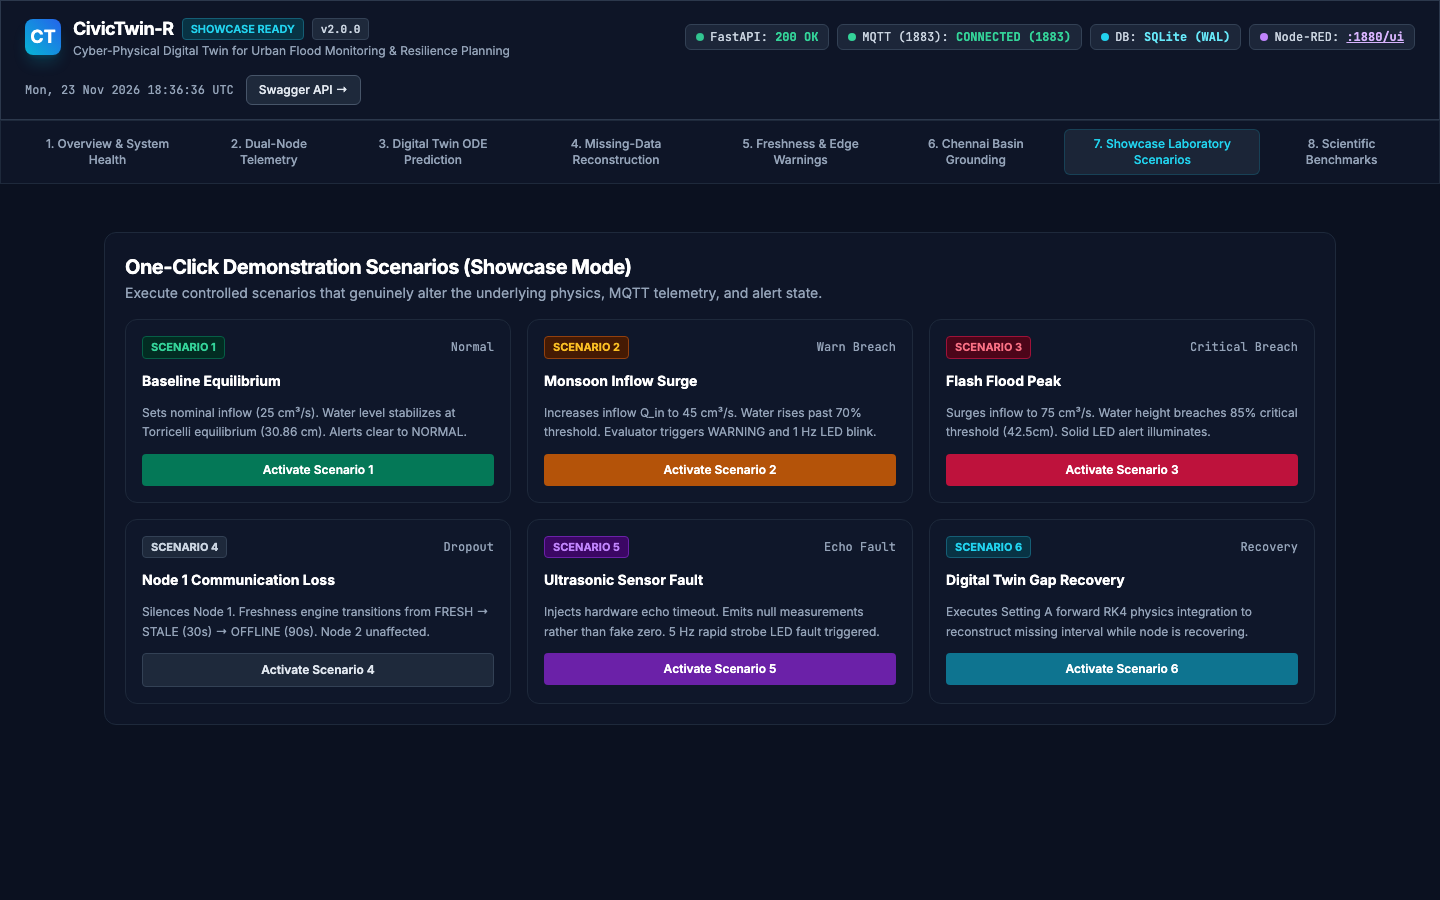 CT
CivicTwin-R SHOWCASE READY v2.0.0
Cyber-Physical Digital Twin for Urban Flood Monitoring & Resilience Planning
FastAPI: 200 OK
MQTT (1883): CONNECTED (1883)
DB: SQLite (WAL)
Node-RED: :1880/ui
Mon, 23 Nov 2026 18:36:36 UTC
Swagger API →
1. Overview & System
Health
2. Dual-Node
Telemetry
3. Digital Twin ODE
Prediction
4. Missing-Data
Reconstruction
5. Freshness & Edge
Warnings
6. Chennai Basin
Grounding
7. Showcase Laboratory
Scenarios
8. Scientific
Benchmarks
One-Click Demonstration Scenarios (Showcase Mode)
Execute controlled scenarios that genuinely alter the underlying physics, MQTT telemetry, and alert state.
SCENARIO 1 Normal
Baseline Equilibrium
Sets nominal inflow (25 cm³/s). Water level stabilizes at
Torricelli equilibrium (30.86 cm). Alerts clear to NORMAL.
Activate Scenario 1
SCENARIO 2 Warn Breach
Monsoon Inflow Surge
Increases inflow Q_in to 45 cm³/s. Water rises past 70%
threshold. Evaluator triggers WARNING and 1 Hz LED blink.
Activate Scenario 2
SCENARIO 3 Critical Breach
Flash Flood Peak
Surges inflow to 75 cm³/s. Water height breaches 85% critical
threshold (42.5cm). Solid LED alert illuminates.
Activate Scenario 3
SCENARIO 4 Dropout
Node 1 Communication Loss
Silences Node 1. Freshness engine transitions from FRESH →
STALE (30s) → OFFLINE (90s). Node 2 unaffected.
Activate Scenario 4
SCENARIO 5 Echo Fault
Ultrasonic Sensor Fault
Injects hardware echo timeout. Emits null measurements
rather than fake zero. 5 Hz rapid strobe LED fault triggered.
Activate Scenario 5
SCENARIO 6 Recovery
Digital Twin Gap Recovery
Executes Setting A forward RK4 physics integration to
reconstruct missing interval while node is recovering.
Activate Scenario 6